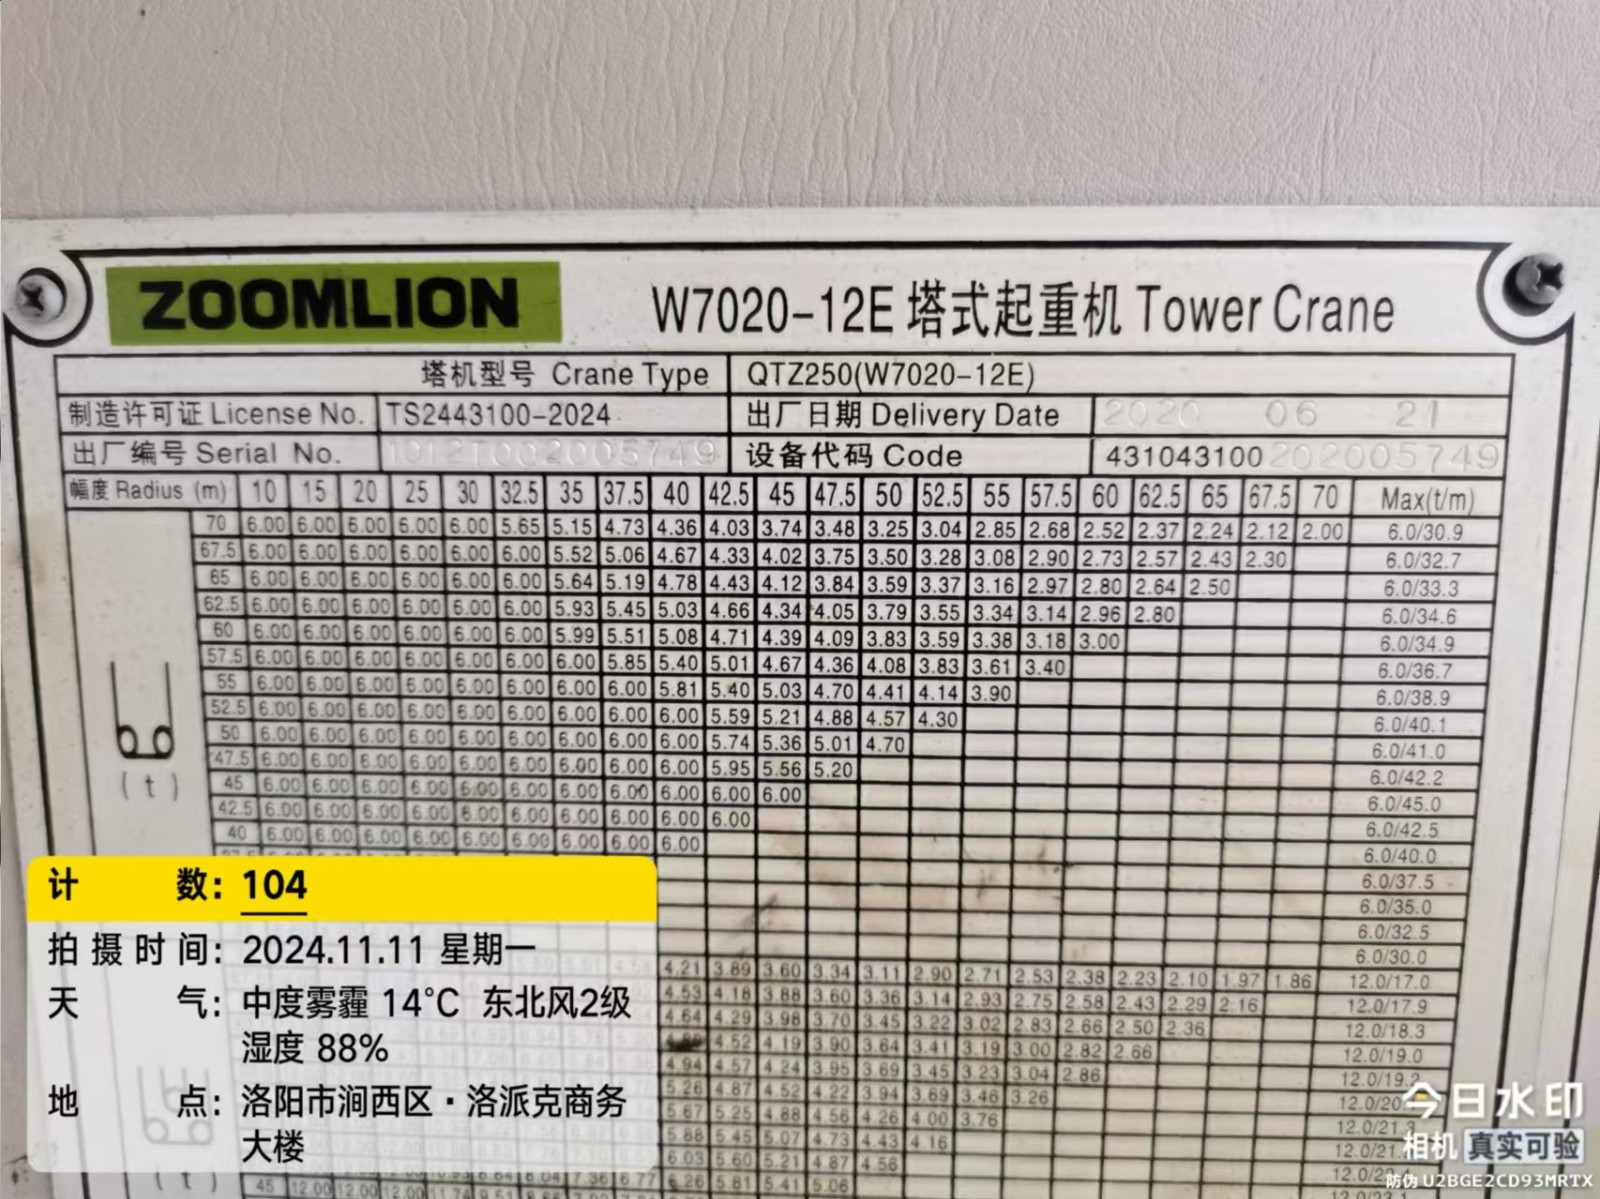 ZOOMLION W7020-12E 塔式起重机 Tower Crane
塔机型号 Crane Type QTZ250(W7020-12E)
制造许可证 License No. TS2443100-2024 出厂日期 Delivery Date 2020 06 21
出厂编号 Serial No. 1012T002005749 设备代码 Code 431043100202005749
幅度 Radius (m) 10 15 20 25 30 32.5 35 37.5 40 42.5 45 47.5 50 52.5 55 57.5 60 62.5 65 67.5 70 Max(t/m)
70 6.00 6.00 6.00 6.00 6.00 5.65 5.15 4.73 4.36 4.03 3.74 3.48 3.25 3.04 2.85 2.68 2.52 2.37 2.24 2.12 2.00 6.0/30.9
67.5 6.00 6.00 6.00 6.00 6.00 6.00 5.52 5.06 4.67 4.33 4.02 3.75 3.50 3.28 3.08 2.90 2.73 2.57 2.43 2.30 6.0/32.7
65 6.00 6.00 6.00 6.00 6.00 6.00 5.64 5.19 4.78 4.43 4.12 3.84 3.59 3.37 3.16 2.97 2.80 2.64 2.50 6.0/33.3
62.5 6.00 6.00 6.00 6.00 6.00 6.00 5.93 5.45 5.03 4.66 4.34 4.05 3.79 3.55 3.34 3.14 2.96 2.80 6.0/34.6
60 6.00 6.00 6.00 6.00 6.00 6.00 5.99 5.51 5.08 4.71 4.39 4.09 3.83 3.59 3.38 3.18 3.00 6.0/34.9
57.5 6.00 6.00 6.00 6.00 6.00 6.00 6.00 5.85 5.40 5.01 4.67 4.36 4.08 3.83 3.61 3.40 6.0/36.7
55 6.00 6.00 6.00 6.00 6.00 6.00 6.00 6.00 5.81 5.40 5.03 4.70 4.41 4.14 3.90 6.0/38.9
52.5 6.00 6.00 6.00 6.00 6.00 6.00 6.00 6.00 6.00 5.59 5.21 4.88 4.57 4.30 6.0/40.1
50 6.00 6.00 6.00 6.00 6.00 6.00 6.00 6.00 6.00 5.74 5.36 5.01 4.70 6.0/41.0
47.5 6.00 6.00 6.00 6.00 6.00 6.00 6.00 6.00 6.00 5.95 5.56 5.20 6.0/42.2
45 6.00 6.00 6.00 6.00 6.00 6.00 6.00 6.00 6.00 6.00 6.00 6.0/45.0
42.5 6.00 6.00 6.00 6.00 6.00 6.00 6.00 6.00 6.00 6.00 6.0/42.5
40 6.00 6.00 6.00 6.00 6.00 6.00 6.00 6.00 6.00 6.0/40.0
6.0/37.5
6.0/35.0
6.0/32.5
6.0/30.0
(t)
4.21 3.89 3.60 3.34 3.11 2.90 2.71 2.53 2.38 2.23 2.10 1.97 1.86 12.0/17.0
4.53 4.18 3.88 3.60 3.36 3.14 2.93 2.75 2.58 2.43 2.29 2.16 12.0/17.9
4.64 4.29 3.98 3.70 3.45 3.22 3.02 2.83 2.66 2.50 2.36 12.0/18.3
4.52 4.19 3.90 3.64 3.41 3.19 3.00 2.82 2.66 12.0/19.0
4.94 4.57 4.24 3.95 3.69 3.45 3.23 3.04 2.86 12.0/19.2
5.26 4.87 4.52 4.22 3.94 3.69 3.46 3.26
5.67 5.25 4.88 4.56 4.26 4.00 3.76
5.88 5.45 5.07 4.73 4.43 4.16
6.03 5.60 5.21 4.87 4.56
6.26 5.81 5.41 5.06
(t)
计数：104
拍摄时间：2024.11.11 星期一
天气：中度雾霾 14℃ 东北风2级
湿度 88%
地点：洛阳市涧西区·洛派克商务
大楼
今日水印
相机 真实可验
防伪 U2BGE2CD93MRTX